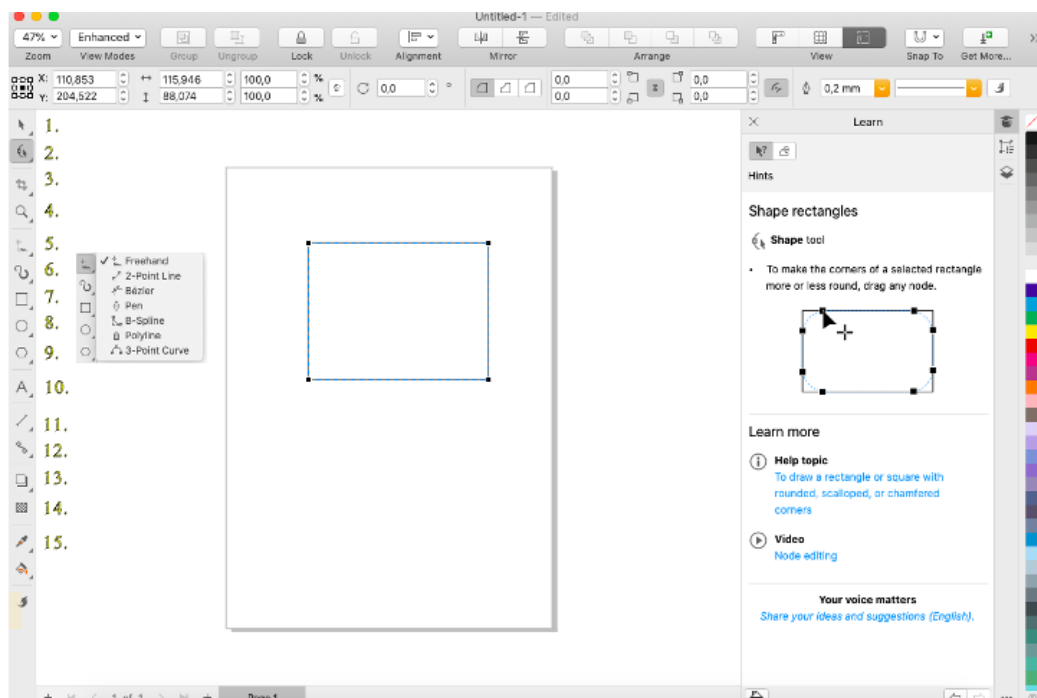 Untitled-1 — Edited
47% Enhanced
Zoom View Modes Group Ungroup Lock Unlock Alignment Mirror Arrange View Snap To Get More...
X: 110,853 115,946 100,0 % 0,0 ° 0,0 0,0 0,2 mm
Y: 204,522 88,074 100,0 % 0,0 0,0
1.
2.
3.
4.
5.
6.
7.
8.
9.
10.
11.
12.
13.
14.
15.
Freehand
2-Point Line
Bézier
Pen
B-Spline
Polyline
3-Point Curve
Learn
Hints
Shape rectangles
Shape tool
• To make the corners of a selected rectangle
more or less round, drag any node.
Learn more
Help topic
To draw a rectangle or square with
rounded, scalloped, or chamfered
corners
Video
Node editing
Your voice matters
Share your ideas and suggestions (English).
1 of 1 Page 1